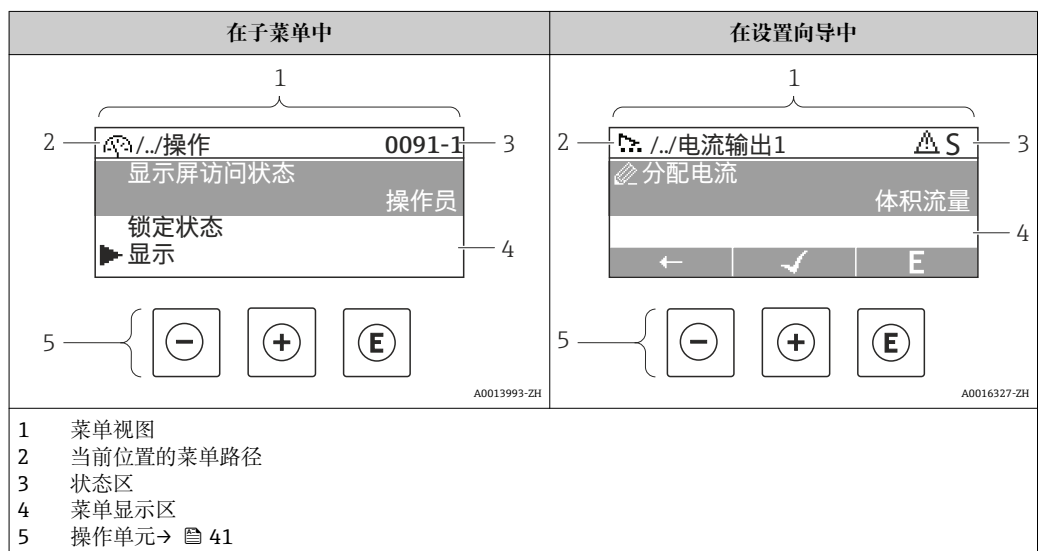 在子菜单中
在设置向导中
1
2
/../操作 0091-1
3
显示屏访问状态
操作员
锁定状态
显示
4
5
- + E
A0013993-ZH
1
2
/../电流输出1 S
3
分配电流
体积流量
4
← ✓ E
5
- + E
A0016327-ZH
1 菜单视图
2 当前位置的菜单路径
3 状态区
4 菜单显示区
5 操作单元→ 41